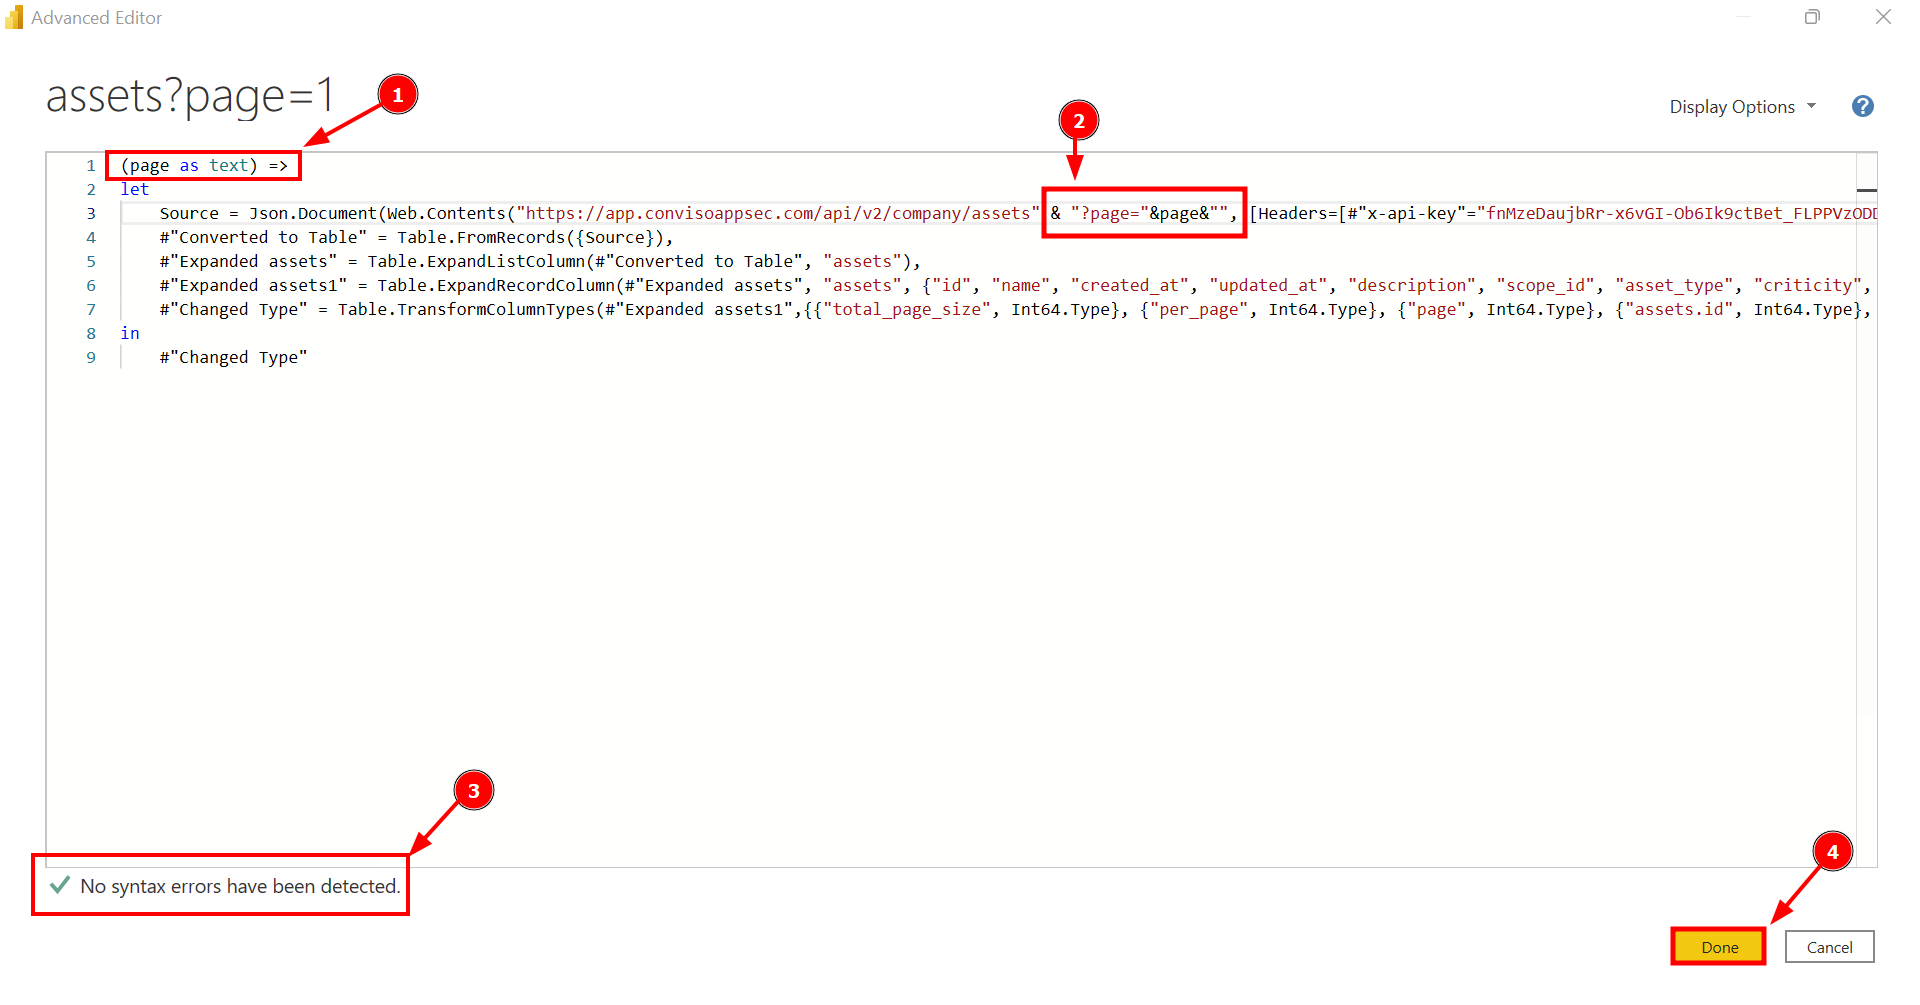 Advanced Editor
assets?page=1
1
2
Display Options
?
1 (page as text) =>
2 let
3 Source = Json.Document(Web.Contents("https://app.convisoappsec.com/api/v2/company/assets" & "?page="&page&"", [Headers=[#"x-api-key"="fnMzeDaujbRr-x6vGI-Ob6Ik9ctBet_FLPPVzODD
4 #"Converted to Table" = Table.FromRecords({Source}),
5 #"Expanded assets" = Table.ExpandListColumn(#"Converted to Table", "assets"),
6 #"Expanded assets1" = Table.ExpandRecordColumn(#"Expanded assets", "assets", {"id", "name", "created_at", "updated_at", "description", "scope_id", "asset_type", "criticity",
7 #"Changed Type" = Table.TransformColumnTypes(#"Expanded assets1",{{"total_page_size", Int64.Type}, {"per_page", Int64.Type}, {"page", Int64.Type}, {"assets.id", Int64.Type},
8 in
9 #"Changed Type"
3
4
No syntax errors have been detected.
Done
Cancel